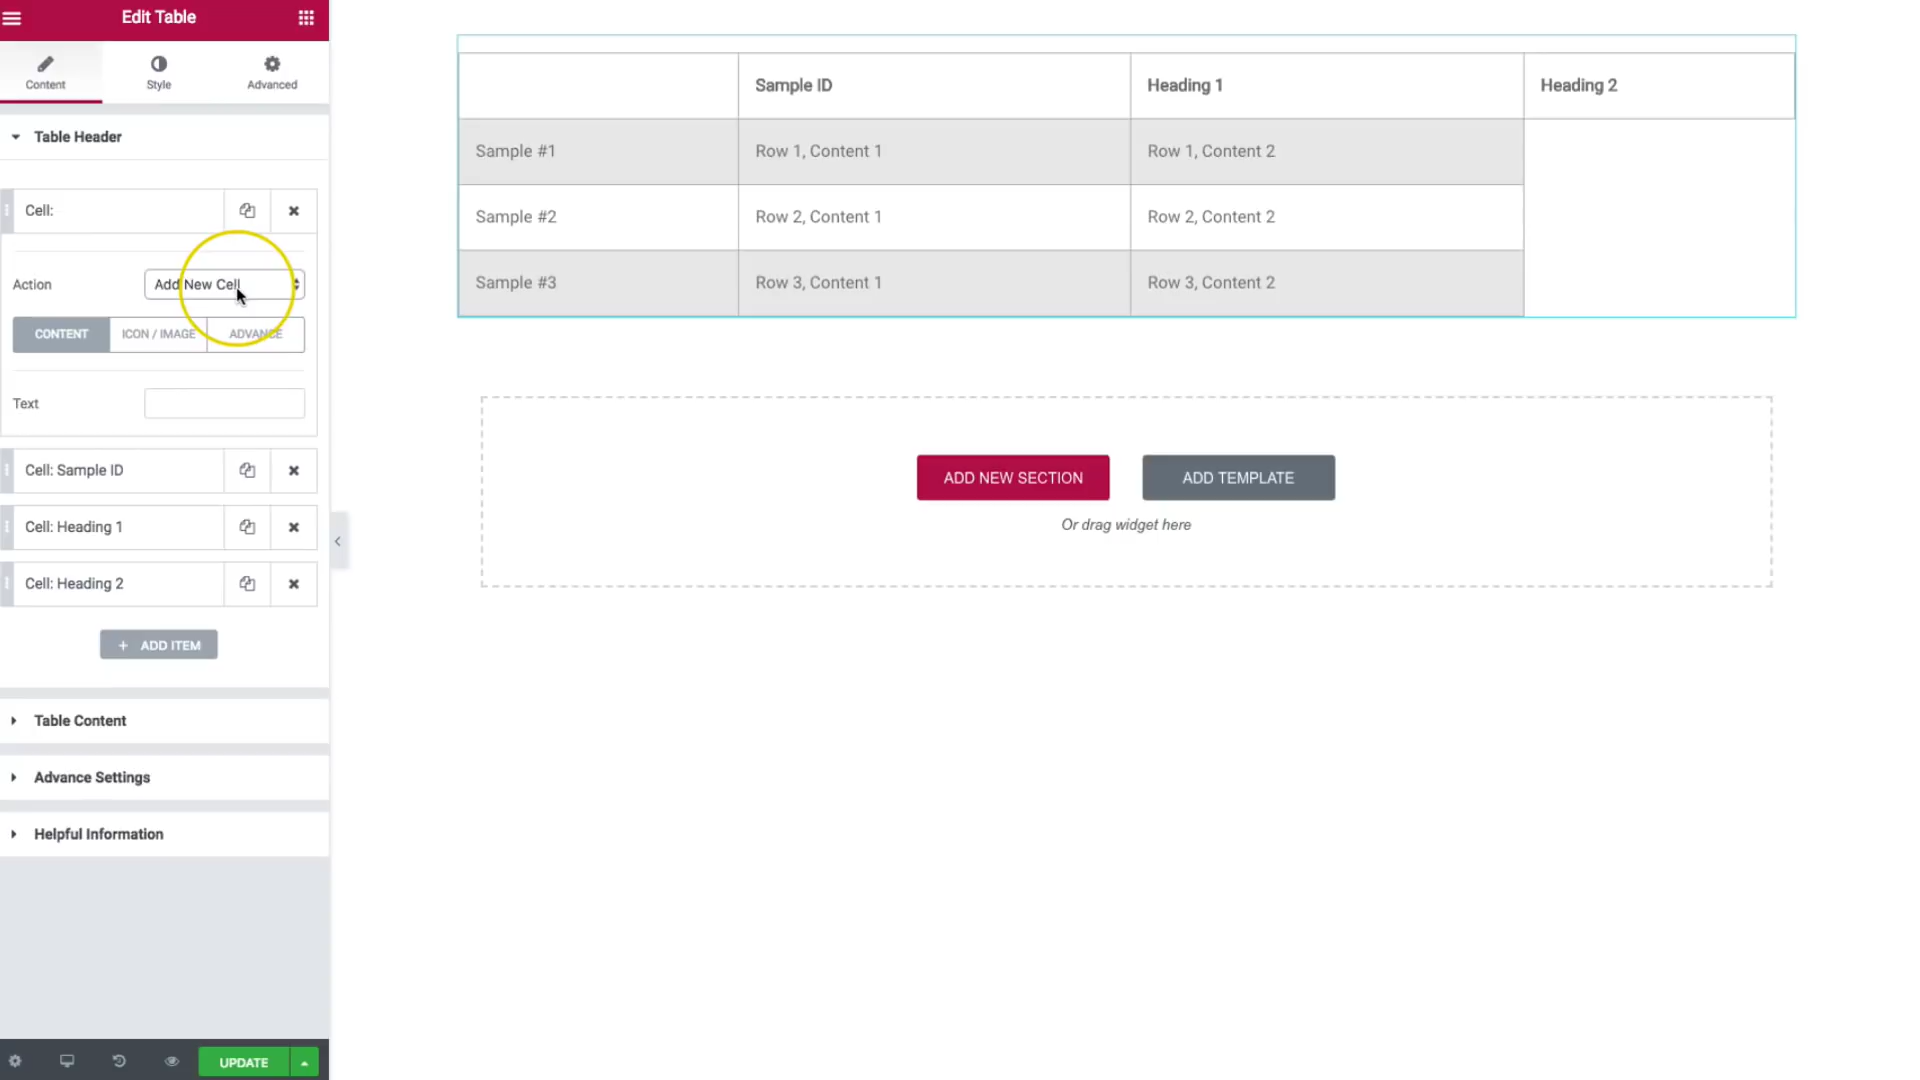 Edit Table
Content Style Advanced
Table Header
Cell:
Action Add New Cell
CONTENT ICON / IMAGE ADVANCE
Text
Cell: Sample ID
Cell: Heading 1
Cell: Heading 2
+ ADD ITEM
Table Content
Advance Settings
Helpful Information
UPDATE
Sample ID Heading 1 Heading 2
Sample #1 Row 1, Content 1 Row 1, Content 2
Sample #2 Row 2, Content 1 Row 2, Content 2
Sample #3 Row 3, Content 1 Row 3, Content 2
ADD NEW SECTION ADD TEMPLATE
Or drag widget here